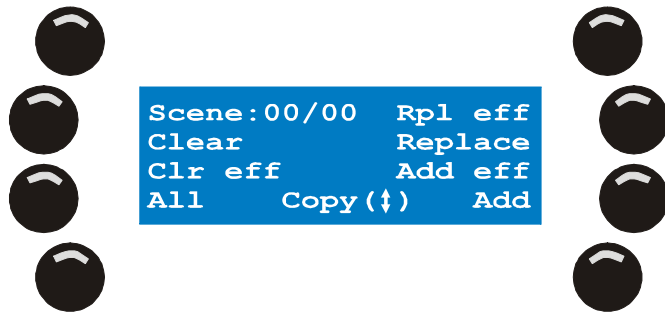 Scene:00/00 Rpl eff
Clear Replace
Clr eff Add eff
All Copy(↕) Add